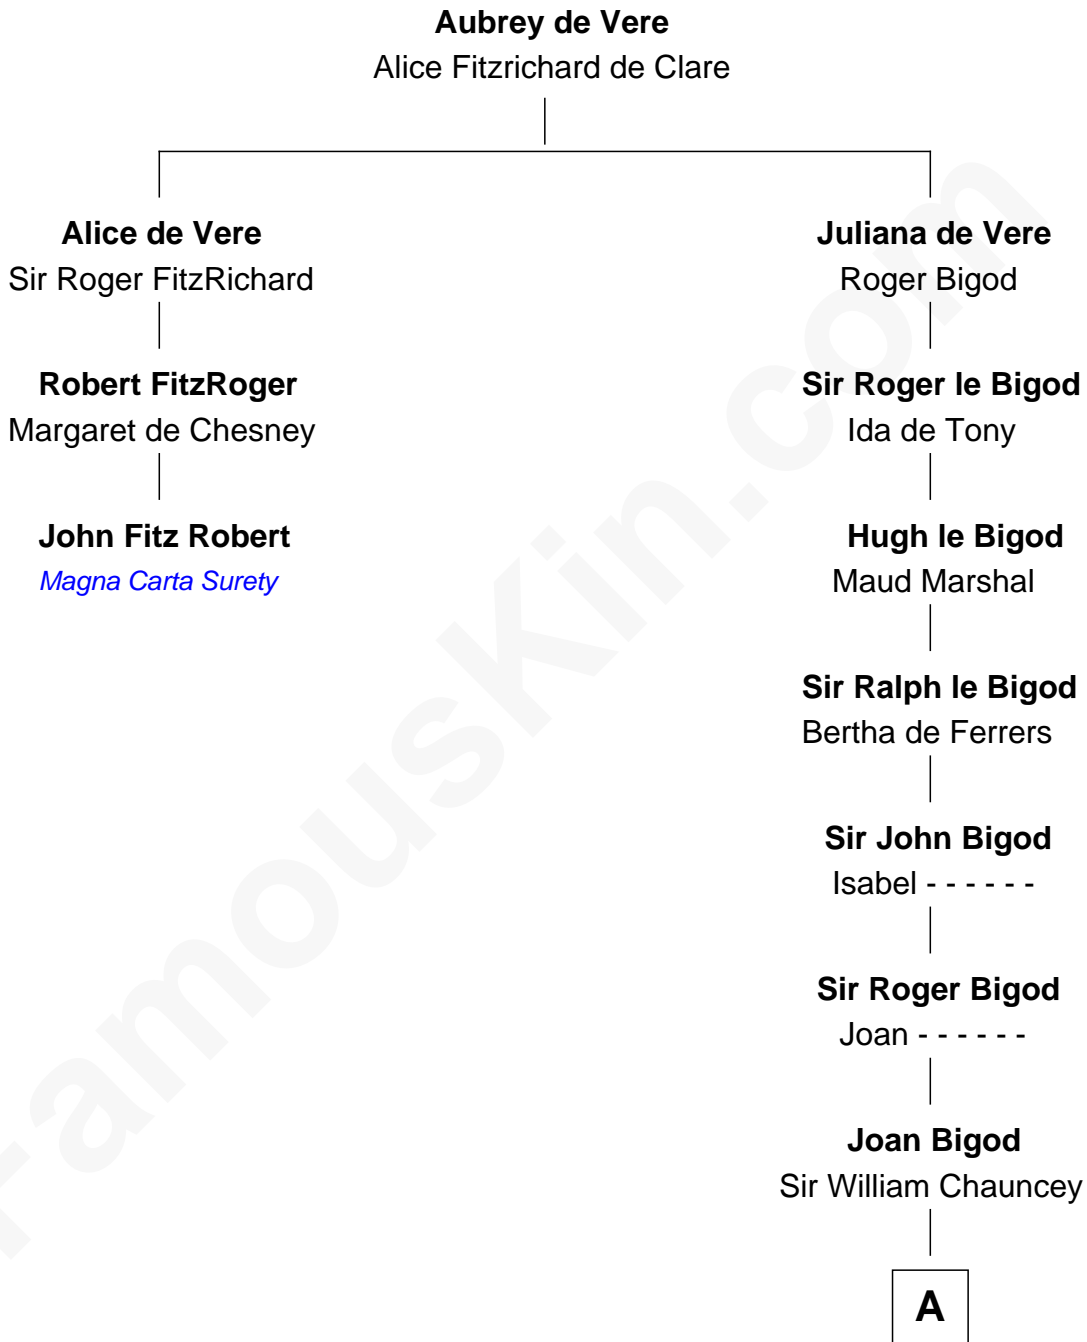 Aubrey de Vere
Alice Fitzrichard de Clare
Alice de Vere
Sir Roger FitzRichard
Juliana de Vere
Roger Bigod
Robert FitzRoger
Margaret de Chesney
Sir Roger le Bigod
Ida de Tony
John Fitz Robert
Magna Carta Surety
Hugh le Bigod
Maud Marshal
Sir Ralph le Bigod
Bertha de Ferrers
Sir John Bigod
Isabel - - - - - -
Sir Roger Bigod
Joan - - - - - -
Joan Bigod
Sir William Chauncey
A
FamousKin.com